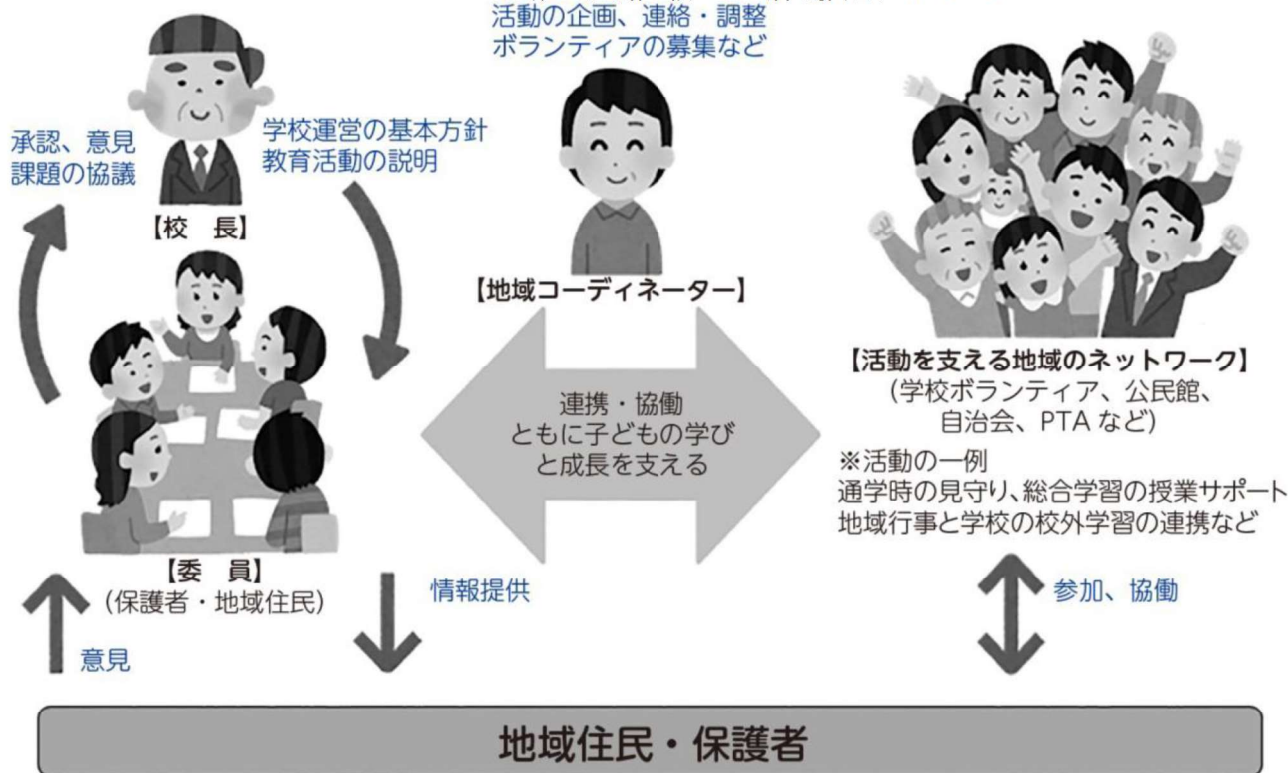 活動の企画、連絡・調整
ボランティアの募集など
承認、意見
課題の協議
学校運営の基本方針
教育活動の説明
【校　長】
【地域コーディネーター】
連携・協働
ともに子どもの学び
と成長を支える
【活動を支える地域のネットワーク】
(学校ボランティア、公民館、
自治会、PTA など)
※活動の一例
通学時の見守り、総合学習の授業サポート
地域行事と学校の校外学習の連携など
【委　員】
(保護者・地域住民)
意見
情報提供
参加、協働
地域住民・保護者